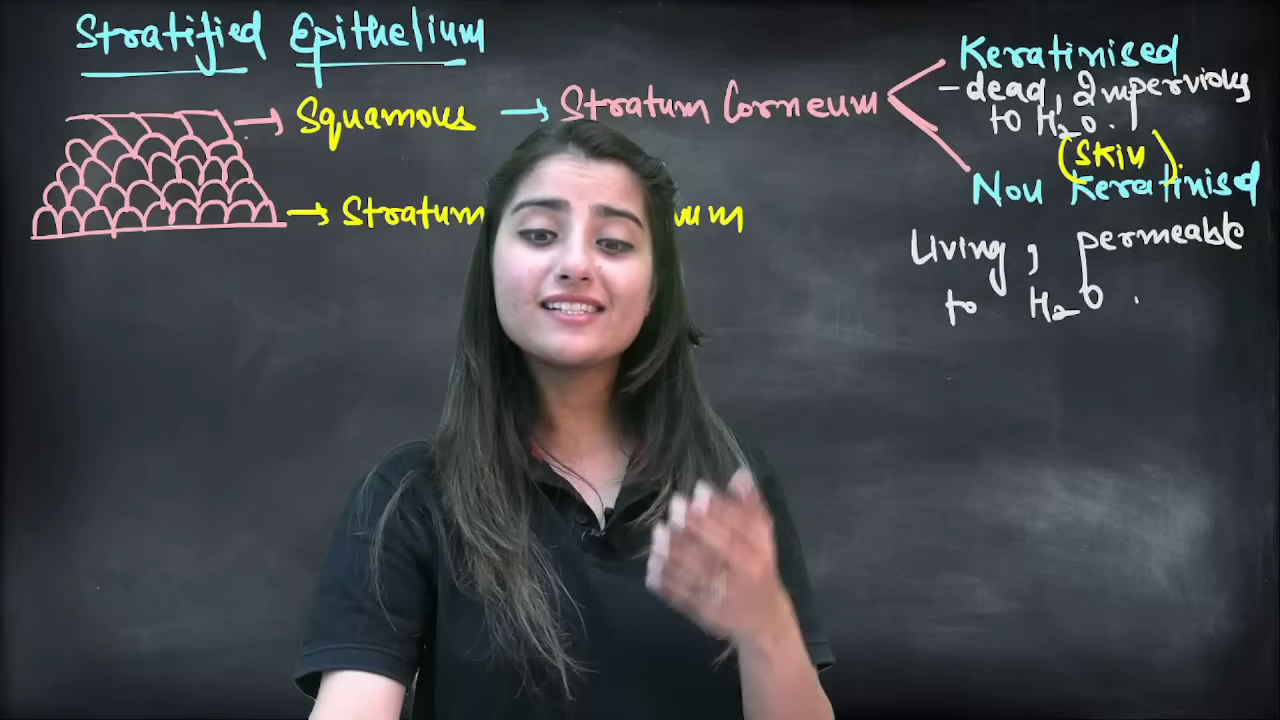 Stratified Epithelium
Squamous → Stratum Corneum
Keratinised
- dead, Impervious
to H₂O.
(Skin)
Non Keratinised
Living, permeable
to H₂O.
Stratum